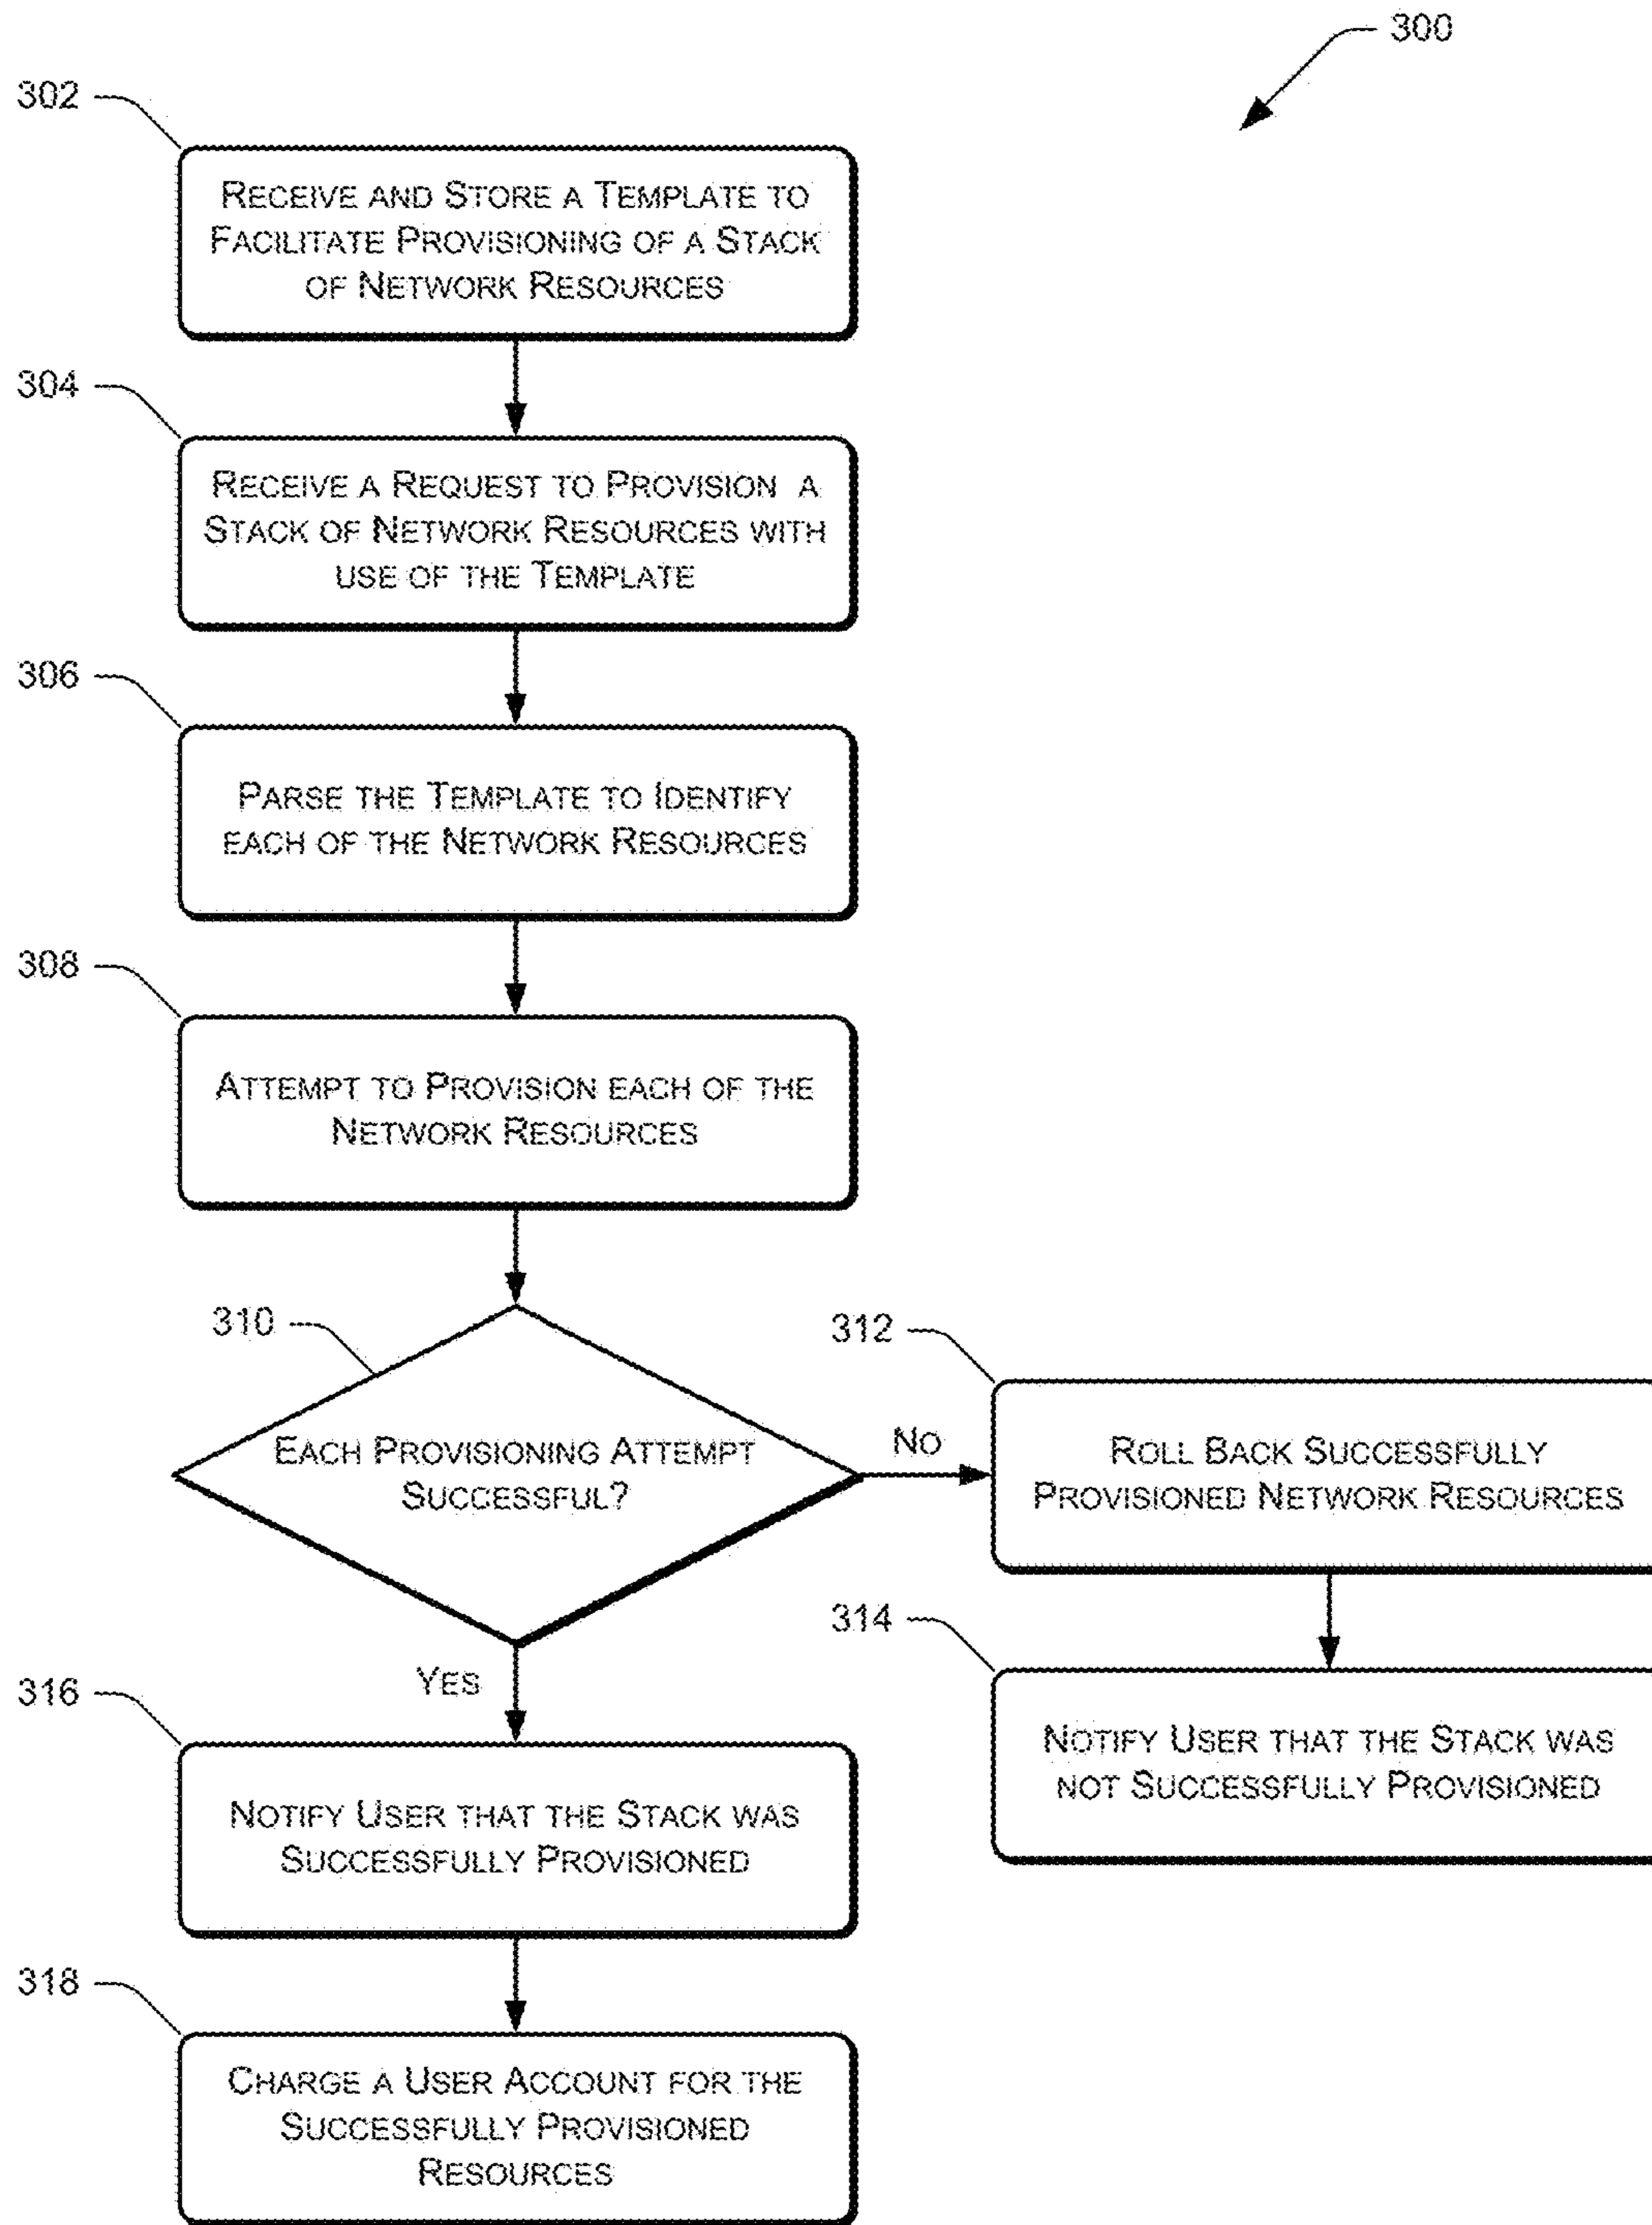 300
302
RECEIVE AND STORE A TEMPLATE TO
FACILITATE PROVISIONING OF A STACK
OF NETWORK RESOURCES
304
RECEIVE A REQUEST TO PROVISION A
STACK OF NETWORK RESOURCES WITH
USE OF THE TEMPLATE
306
PARSE THE TEMPLATE TO IDENTIFY
EACH OF THE NETWORK RESOURCES
308
ATTEMPT TO PROVISION EACH OF THE
NETWORK RESOURCES
310
EACH PROVISIONING ATTEMPT
SUCCESSFUL?
NO
312
ROLL BACK SUCCESSFULLY
PROVISIONED NETWORK RESOURCES
314
NOTIFY USER THAT THE STACK WAS
NOT SUCCESSFULLY PROVISIONED
YES
316
NOTIFY USER THAT THE STACK WAS
SUCCESSFULLY PROVISIONED
318
CHARGE A USER ACCOUNT FOR THE
SUCCESSFULLY PROVISIONED
RESOURCES